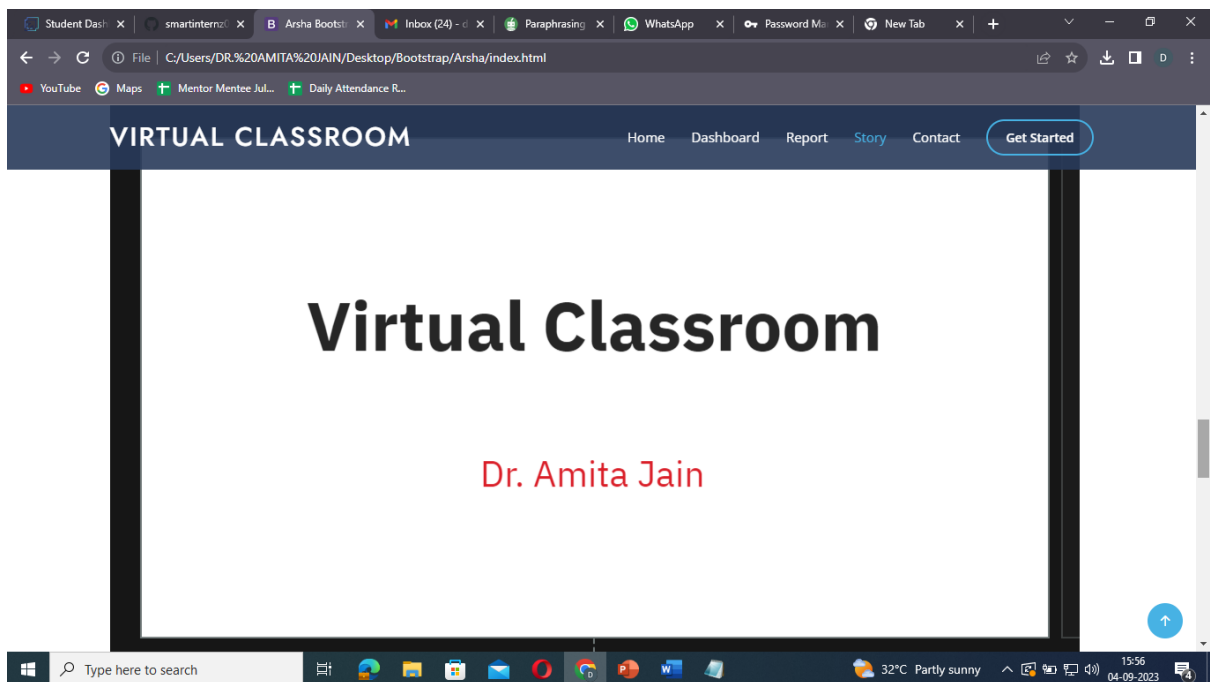 Student Dash
smartinternz0
Arsha Bootstr
Inbox (24) - d
Paraphrasing
WhatsApp
Password Ma
New Tab
File C:/Users/DR.%20AMITA%20JAIN/Desktop/Bootstrap/Arsha/index.html
D
YouTube Maps Mentor Mentee Jul... Daily Attendance R...
VIRTUAL CLASSROOM Home Dashboard Report Story Contact Get Started
Virtual Classroom
Dr. Amita Jain
Type here to search 32°C Partly sunny 15:56
04-09-2023
4